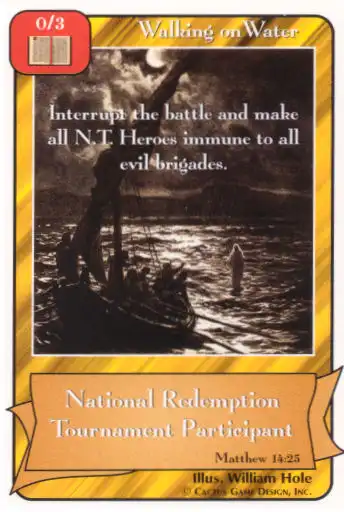 0/3
Walking on Water
Interrupt the battle and make
all N.T. Heroes immune to all
evil brigades.
National Redemption
Tournament Participant
Matthew 14:25
Illus. William Hole
© Cactus Game Design, Inc.